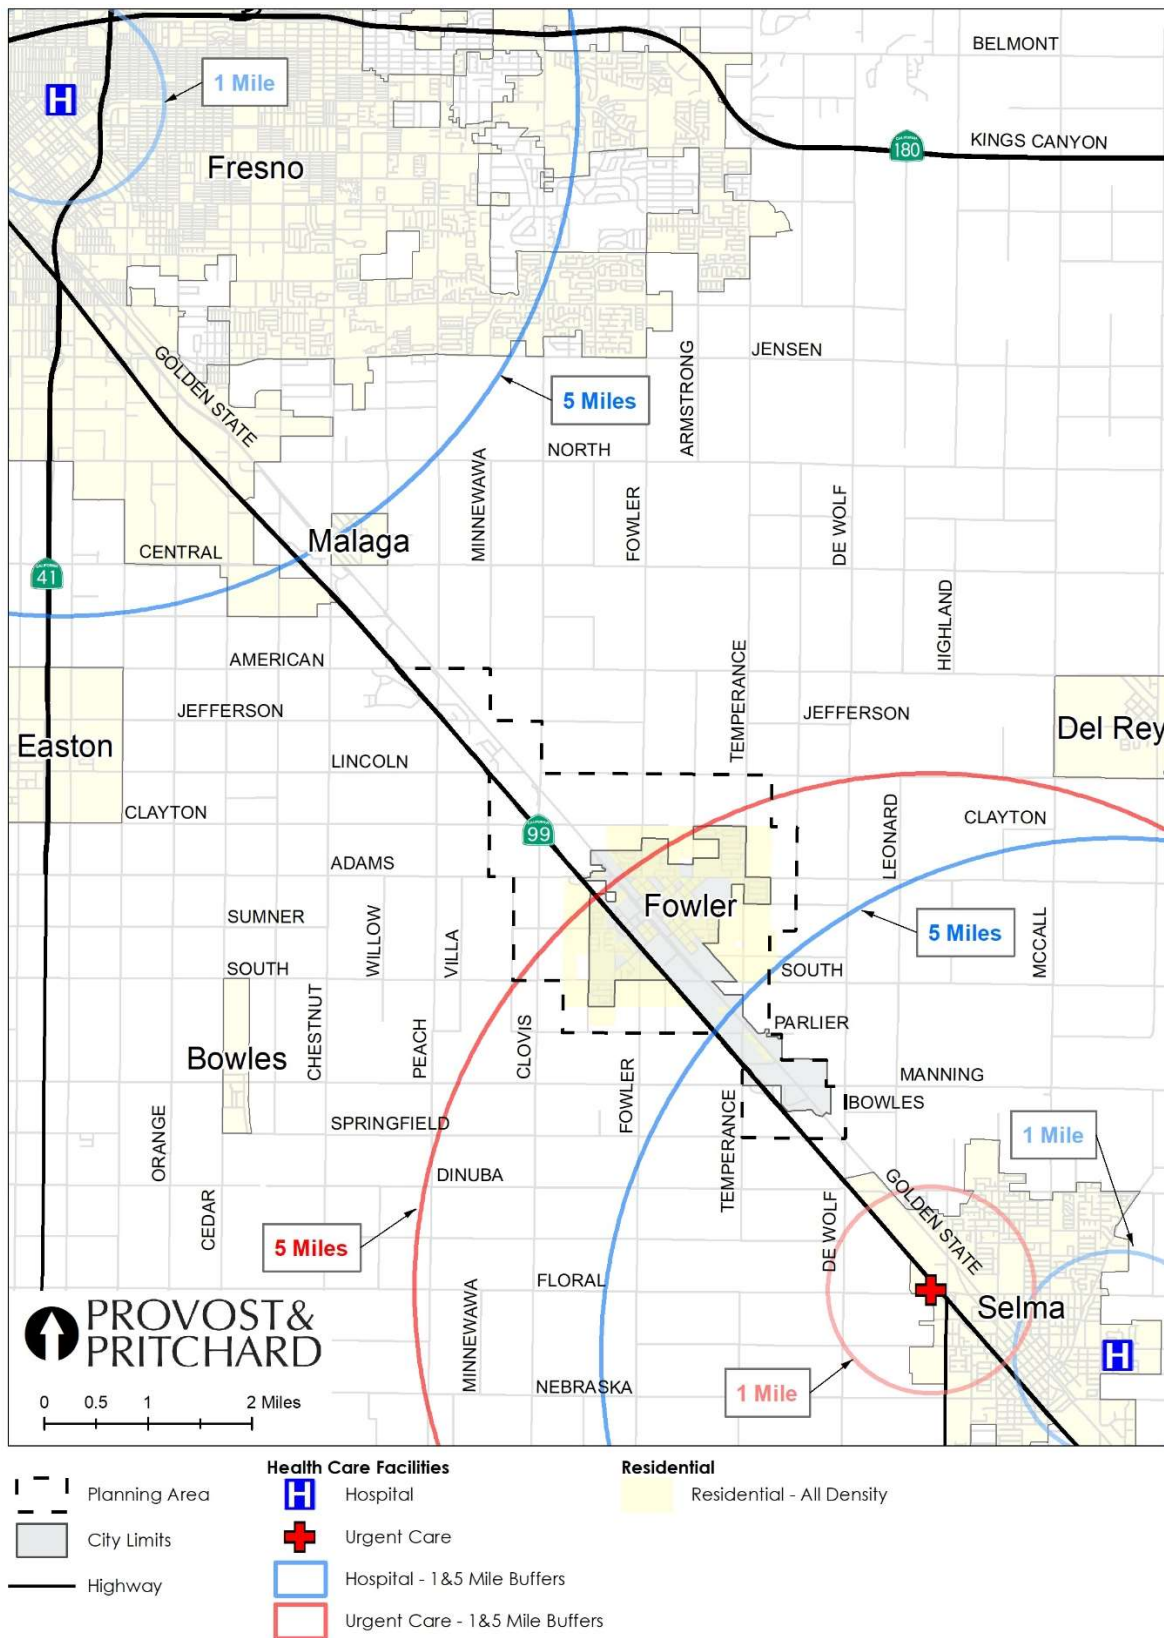 BELMONT
1 Mile
H
CALIFORNIA
180
KINGS CANYON
Fresno
JENSEN
GOLDEN STATE
ARMSTRONG
5 Miles
NORTH
MINNEWAWA
FOWLER
DE WOLF
Malaga
CENTRAL
CALIFORNIA
41
HIGHLAND
AMERICAN
TEMPERANCE
JEFFERSON
JEFFERSON
Easton
Del Rey
LINCOLN
CLAYTON
LEONARD
CLAYTON
CALIFORNIA
99
ADAMS
Fowler
SUMNER
WILLOW
VILLA
5 Miles
MCCALL
SOUTH
SOUTH
CHESTNUT
PARLIER
Bowles
PEACH
CLOVIS
FOWLER
MANNING
BOWLES
ORANGE
SPRINGFIELD
TEMPERANCE
1 Mile
DINUBA
GOLDEN STATE
CEDAR
5 Miles
DE WOLF
FLORAL
MINNEWAWA
Selma
PROVOST&
PRITCHARD
H
NEBRASKA
1 Mile
0 0.5 1 2 Miles
Health Care Facilities
Residential
Planning Area
H
Hospital
Residential - All Density
City Limits
Urgent Care
Highway
Hospital - 1&5 Mile Buffers
Urgent Care - 1&5 Mile Buffers